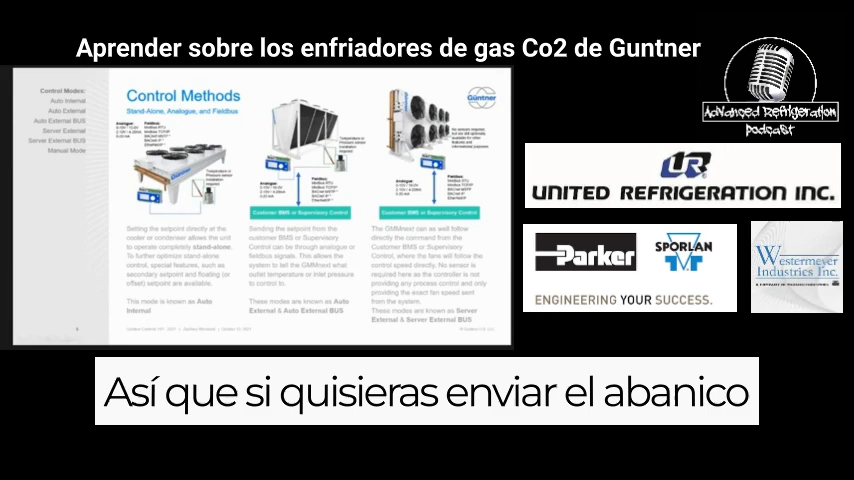 Aprender sobre los enfriadores de gas Co2 de Guntner
Advanced Refrigeration
Podcast
Control Modes:
Auto Internal
Auto External
Auto External BUS
Server External
Server External BUS
Manual Mode
Control Methods
Stand-Alone, Analogue, and Fieldbus
Güntner
Analogue:
Fieldbus:
Modbus RTU
Customer BMS or Supervisory Control
Customer BMS or Supervisory Control
Setting the setpoint directly at the
cooler or condenser allows the unit
to operate completely stand-alone.
To further optimize stand-alone
control, special features, such as
secondary setpoint and floating (or
offset) setpoint are available.
This mode is known as Auto
Internal
Sending the setpoint from the
customer BMS or Supervisory
Control can be through analogue or
fieldbus signals. This allows the
system to tell the GMMnext what
outlet temperature or inlet pressure
to control to.
These modes are known as Auto
External & Auto External BUS
The GMMnext can as well follow
directly the command from the
Customer BMS or Supervisory
Control, where the fans will follow the
control speed directly. No sensor is
required here as the controller is not
providing any process control and only
providing the exact fan speed sent
from the system.
These modes are known as Server
External & Server External BUS
UR
UNITED REFRIGERATION INC.
Parker
SPORLAN
ENGINEERING YOUR SUCCESS.
Westermeyer
Industries Inc.
Así que si quisieras enviar el abanico